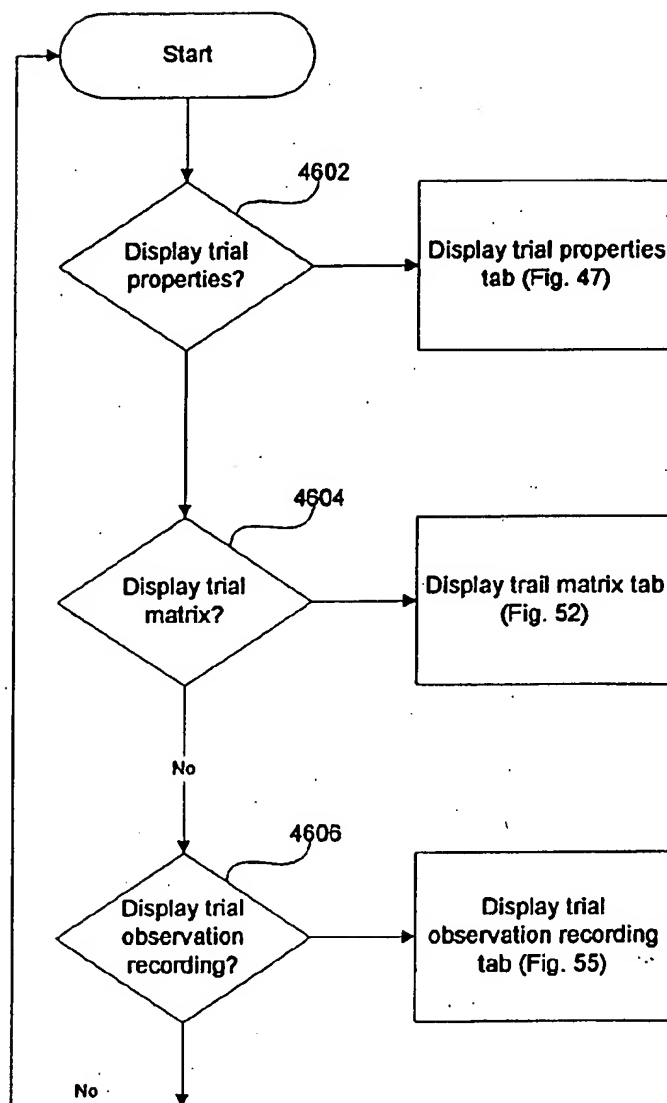 Start
4602
Display trial
properties?
Display trial properties
tab (Fig. 47)
4604
Display trial
matrix?
Display trail matrix tab
(Fig. 52)
No
4606
Display trial
observation
recording?
Display trial
observation recording
tab (Fig. 55)
No